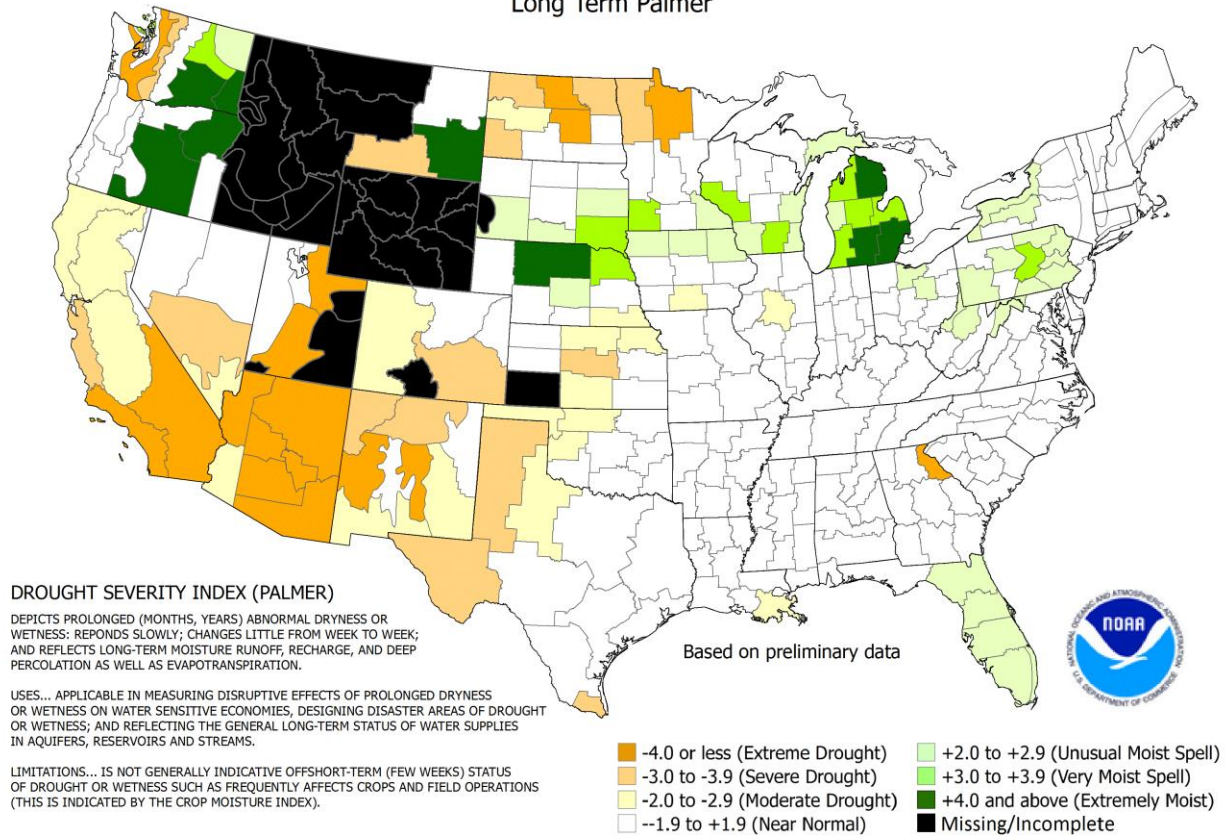 Long Term Palmer
DROUGHT SEVERITY INDEX (PALMER)
DEPICTS PROLONGED (MONTHS, YEARS) ABNORMAL DRYNESS OR
WETNESS: REPONDS SLOWLY; CHANGES LITTLE FROM WEEK TO WEEK;
AND REFLECTS LONG-TERM MOISTURE RUNOFF, RECHARGE, AND DEEP
PERCOLATION AS WELL AS EVAPOTRANSPIRATION.
USES... APPLICABLE IN MEASURING DISRUPTIVE EFFECTS OF PROLONGED DRYNESS
OR WETNESS ON WATER SENSITIVE ECONOMIES, DESIGNING DISASTER AREAS OF DROUGHT
OR WETNESS; AND REFLECTING THE GENERAL LONG-TERM STATUS OF WATER SUPPLIES
IN AQUIFERS, RESERVOIRS AND STREAMS.
LIMITATIONS... IS NOT GENERALLY INDICATIVE OFFSHORT-TERM (FEW WEEKS) STATUS
OF DROUGHT OR WETNESS SUCH AS FREQUENTLY AFFECTS CROPS AND FIELD OPERATIONS
(THIS IS INDICATED BY THE CROP MOISTURE INDEX).
Based on preliminary data
NATIONAL OCEANIC AND ATMOSPHERIC ADMINISTRATION
NOAA
U.S. DEPARTMENT OF COMMERCE
-4.0 or less (Extreme Drought)
-3.0 to -3.9 (Severe Drought)
-2.0 to -2.9 (Moderate Drought)
--1.9 to +1.9 (Near Normal)
+2.0 to +2.9 (Unusual Moist Spell)
+3.0 to +3.9 (Very Moist Spell)
+4.0 and above (Extremely Moist)
Missing/Incomplete